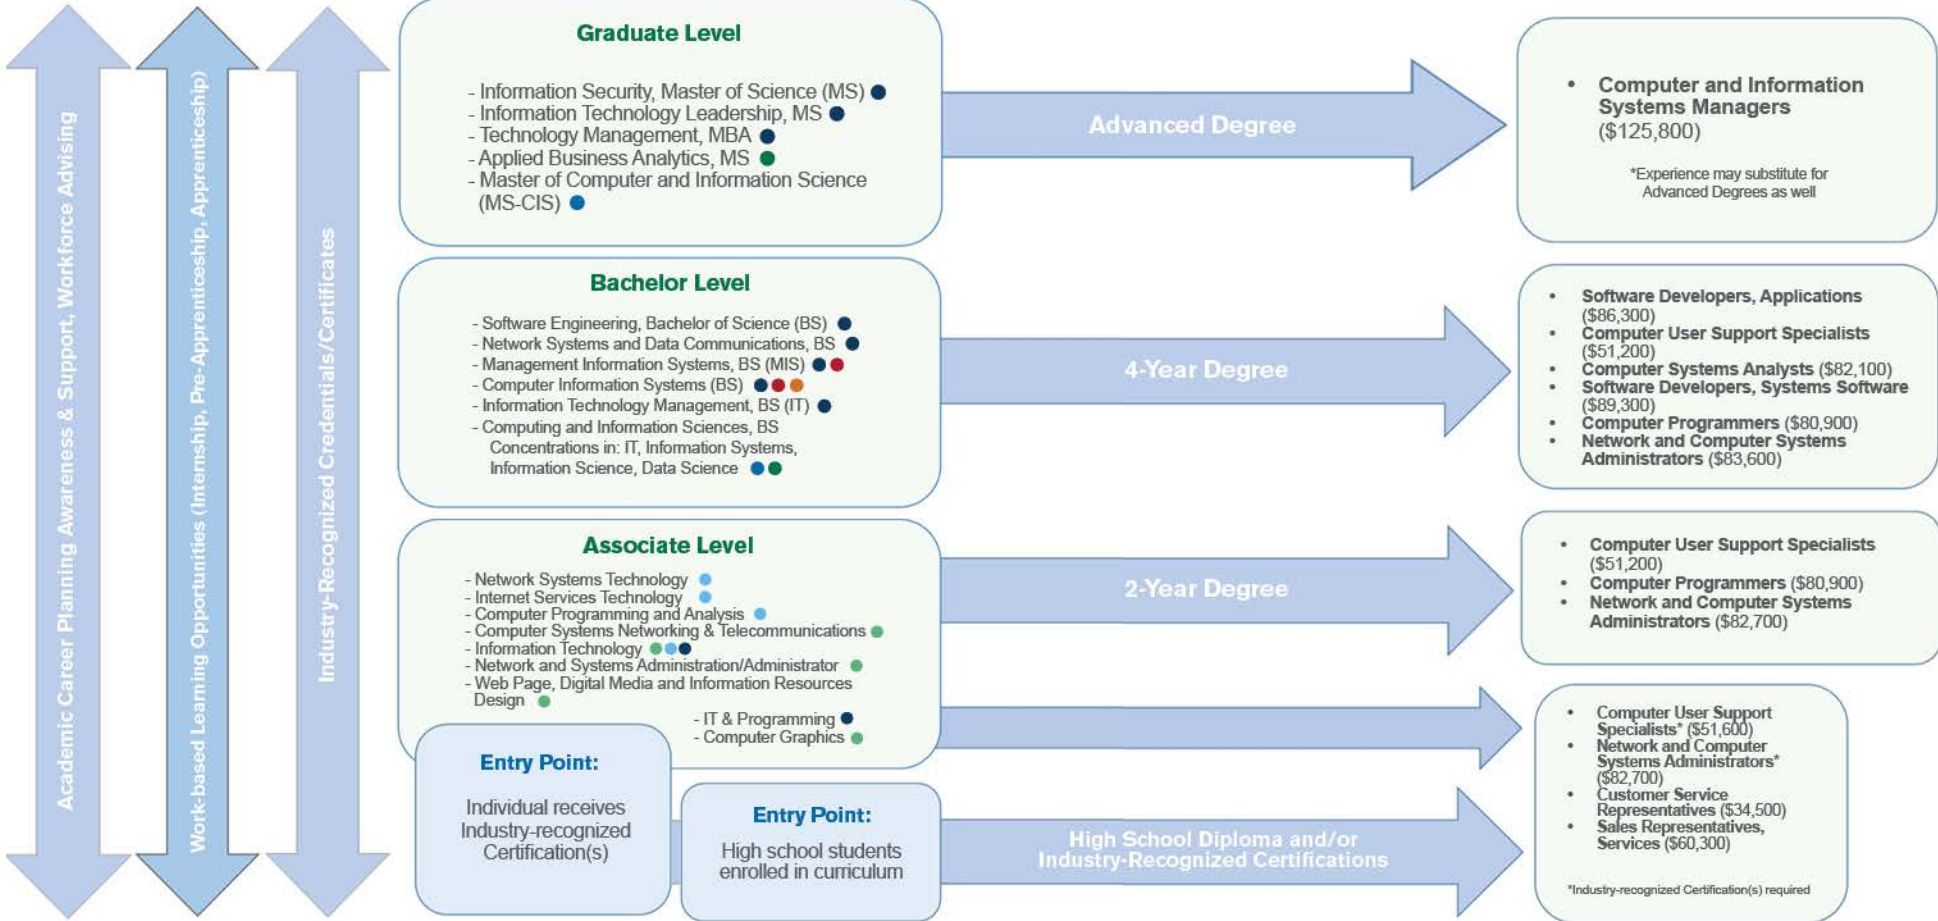 Academic Career Planning Awareness & Support, Workforce Advising
Work-based Learning Opportunities (Internship, Pre-Apprenticeship, Apprenticeship)
Industry-Recognized Credentials/Certificates
Graduate Level
- Information Security, Master of Science (MS)
- Information Technology Leadership, MS
- Technology Management, MBA
- Applied Business Analytics, MS
- Master of Computer and Information Science
(MS-CIS)
Advanced Degree
• Computer and Information
Systems Managers
($125,800)
*Experience may substitute for
Advanced Degrees as well
Bachelor Level
- Software Engineering, Bachelor of Science (BS)
- Network Systems and Data Communications, BS
- Management Information Systems, BS (MIS)
- Computer Information Systems (BS)
- Information Technology Management, BS (IT)
- Computing and Information Sciences, BS
Concentrations in: IT, Information Systems,
Information Science, Data Science
4-Year Degree
• Software Developers, Applications
($86,300)
• Computer User Support Specialists
($51,200)
• Computer Systems Analysts ($82,100)
• Software Developers, Systems Software
($89,300)
• Computer Programmers ($80,900)
• Network and Computer Systems
Administrators ($83,600)
Associate Level
- Network Systems Technology
- Internet Services Technology
- Computer Programming and Analysis
- Computer Systems Networking & Telecommunications
- Information Technology
- Network and Systems Administration/Administrator
- Web Page, Digital Media and Information Resources
Design
- IT & Programming
- Computer Graphics
2-Year Degree
• Computer User Support Specialists
($51,200)
• Computer Programmers ($80,900)
• Network and Computer Systems
Administrators ($82,700)
Entry Point:
Individual receives
Industry-recognized
Certification(s)
Entry Point:
High school students
enrolled in curriculum
High School Diploma and/or
Industry-Recognized Certifications
• Computer User Support
Specialists* ($51,600)
• Network and Computer
Systems Administrators*
($82,700)
• Customer Service
Representatives ($34,500)
• Sales Representatives,
Services ($60,300)
*Industry-recognized Certification(s) required